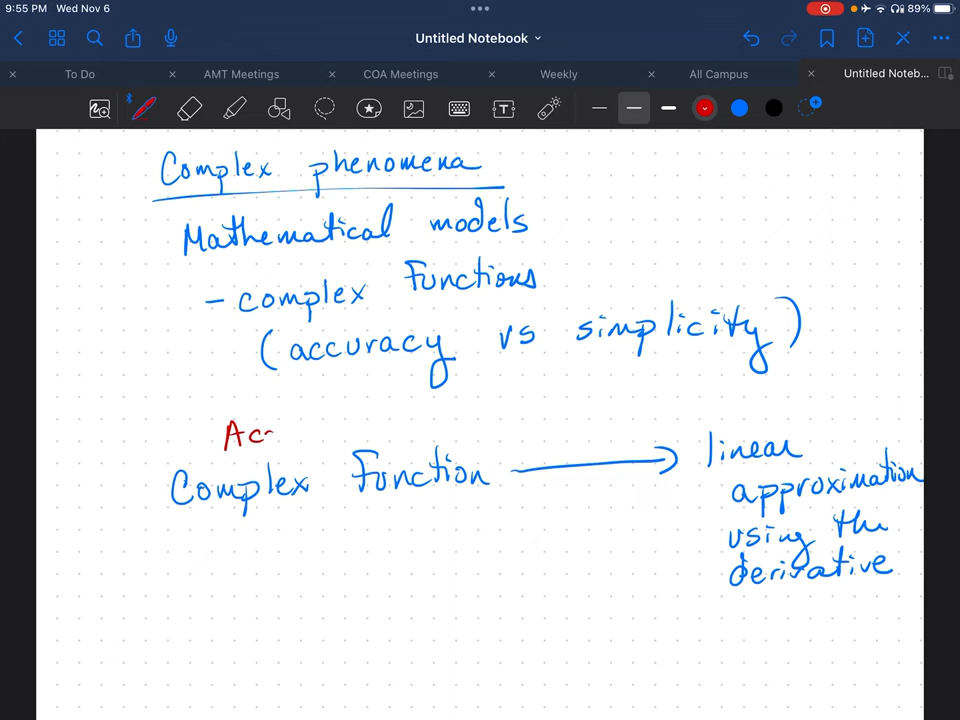 9:55 PM Wed Nov 6
89%
Untitled Notebook
To Do
AMT Meetings
COA Meetings
Weekly
All Campus
Untitled Noteb...
Complex phenomena
Mathematical models
- complex Functions
(accuracy vs simplicity)
Ac-
Complex Function → linear
approximation
using the
derivative